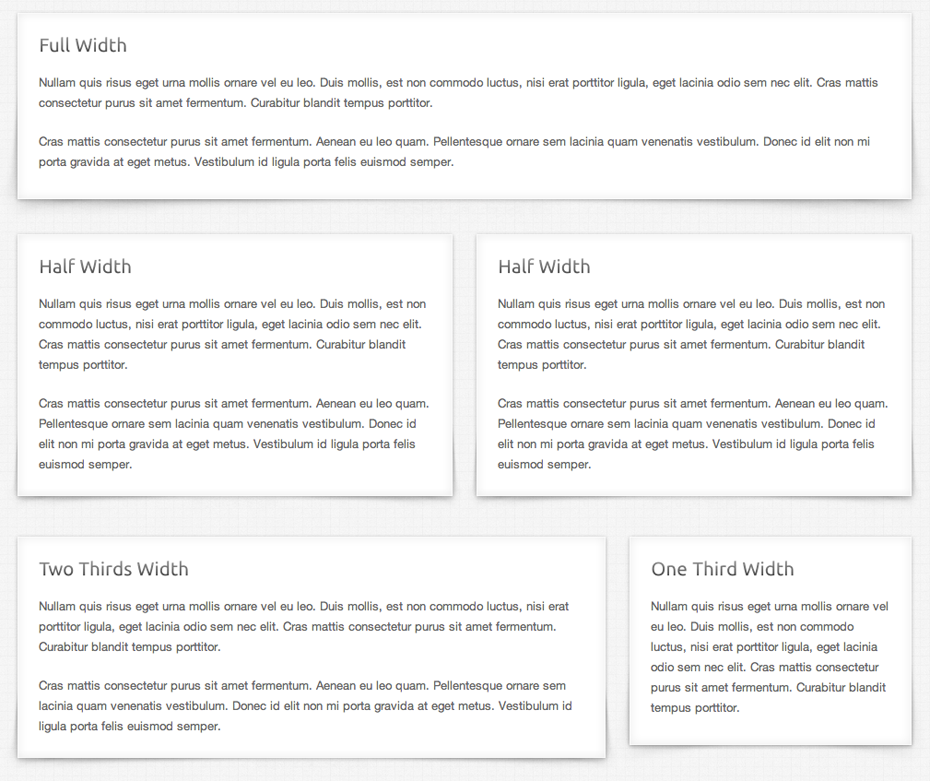 Full Width
Nullam quis risus eget urna mollis ornare vel eu leo. Duis mollis, est non commodo luctus, nisi erat porttitor ligula, eget lacinia odio sem nec elit. Cras mattis
consectetur purus sit amet fermentum. Curabitur blandit tempus porttitor.
Cras mattis consectetur purus sit amet fermentum. Aenean eu leo quam. Pellentesque ornare sem lacinia quam venenatis vestibulum. Donec id elit non mi
porta gravida at eget metus. Vestibulum id ligula porta felis euismod semper.
Half Width
Nullam quis risus eget urna mollis ornare vel eu leo. Duis mollis, est non
commodo luctus, nisi erat porttitor ligula, eget lacinia odio sem nec elit.
Cras mattis consectetur purus sit amet fermentum. Curabitur blandit
tempus porttitor.
Cras mattis consectetur purus sit amet fermentum. Aenean eu leo quam.
Pellentesque ornare sem lacinia quam venenatis vestibulum. Donec id
elit non mi porta gravida at eget metus. Vestibulum id ligula porta felis
euismod semper.
Half Width
Nullam quis risus eget urna mollis ornare vel eu leo. Duis mollis, est non
commodo luctus, nisi erat porttitor ligula, eget lacinia odio sem nec elit.
Cras mattis consectetur purus sit amet fermentum. Curabitur blandit
tempus porttitor.
Cras mattis consectetur purus sit amet fermentum. Aenean eu leo quam.
Pellentesque ornare sem lacinia quam venenatis vestibulum. Donec id
elit non mi porta gravida at eget metus. Vestibulum id ligula porta felis
euismod semper.
Two Thirds Width
Nullam quis risus eget urna mollis ornare vel eu leo. Duis mollis, est non commodo luctus, nisi erat
porttitor ligula, eget lacinia odio sem nec elit. Cras mattis consectetur purus sit amet fermentum.
Curabitur blandit tempus porttitor.
Cras mattis consectetur purus sit amet fermentum. Aenean eu leo quam. Pellentesque ornare sem
lacinia quam venenatis vestibulum. Donec id elit non mi porta gravida at eget metus. Vestibulum id
ligula porta felis euismod semper.
One Third Width
Nullam quis risus eget urna mollis ornare vel
eu leo. Duis mollis, est non commodo
luctus, nisi erat porttitor ligula, eget lacinia
odio sem nec elit. Cras mattis consectetur
purus sit amet fermentum. Curabitur blandit
tempus porttitor.